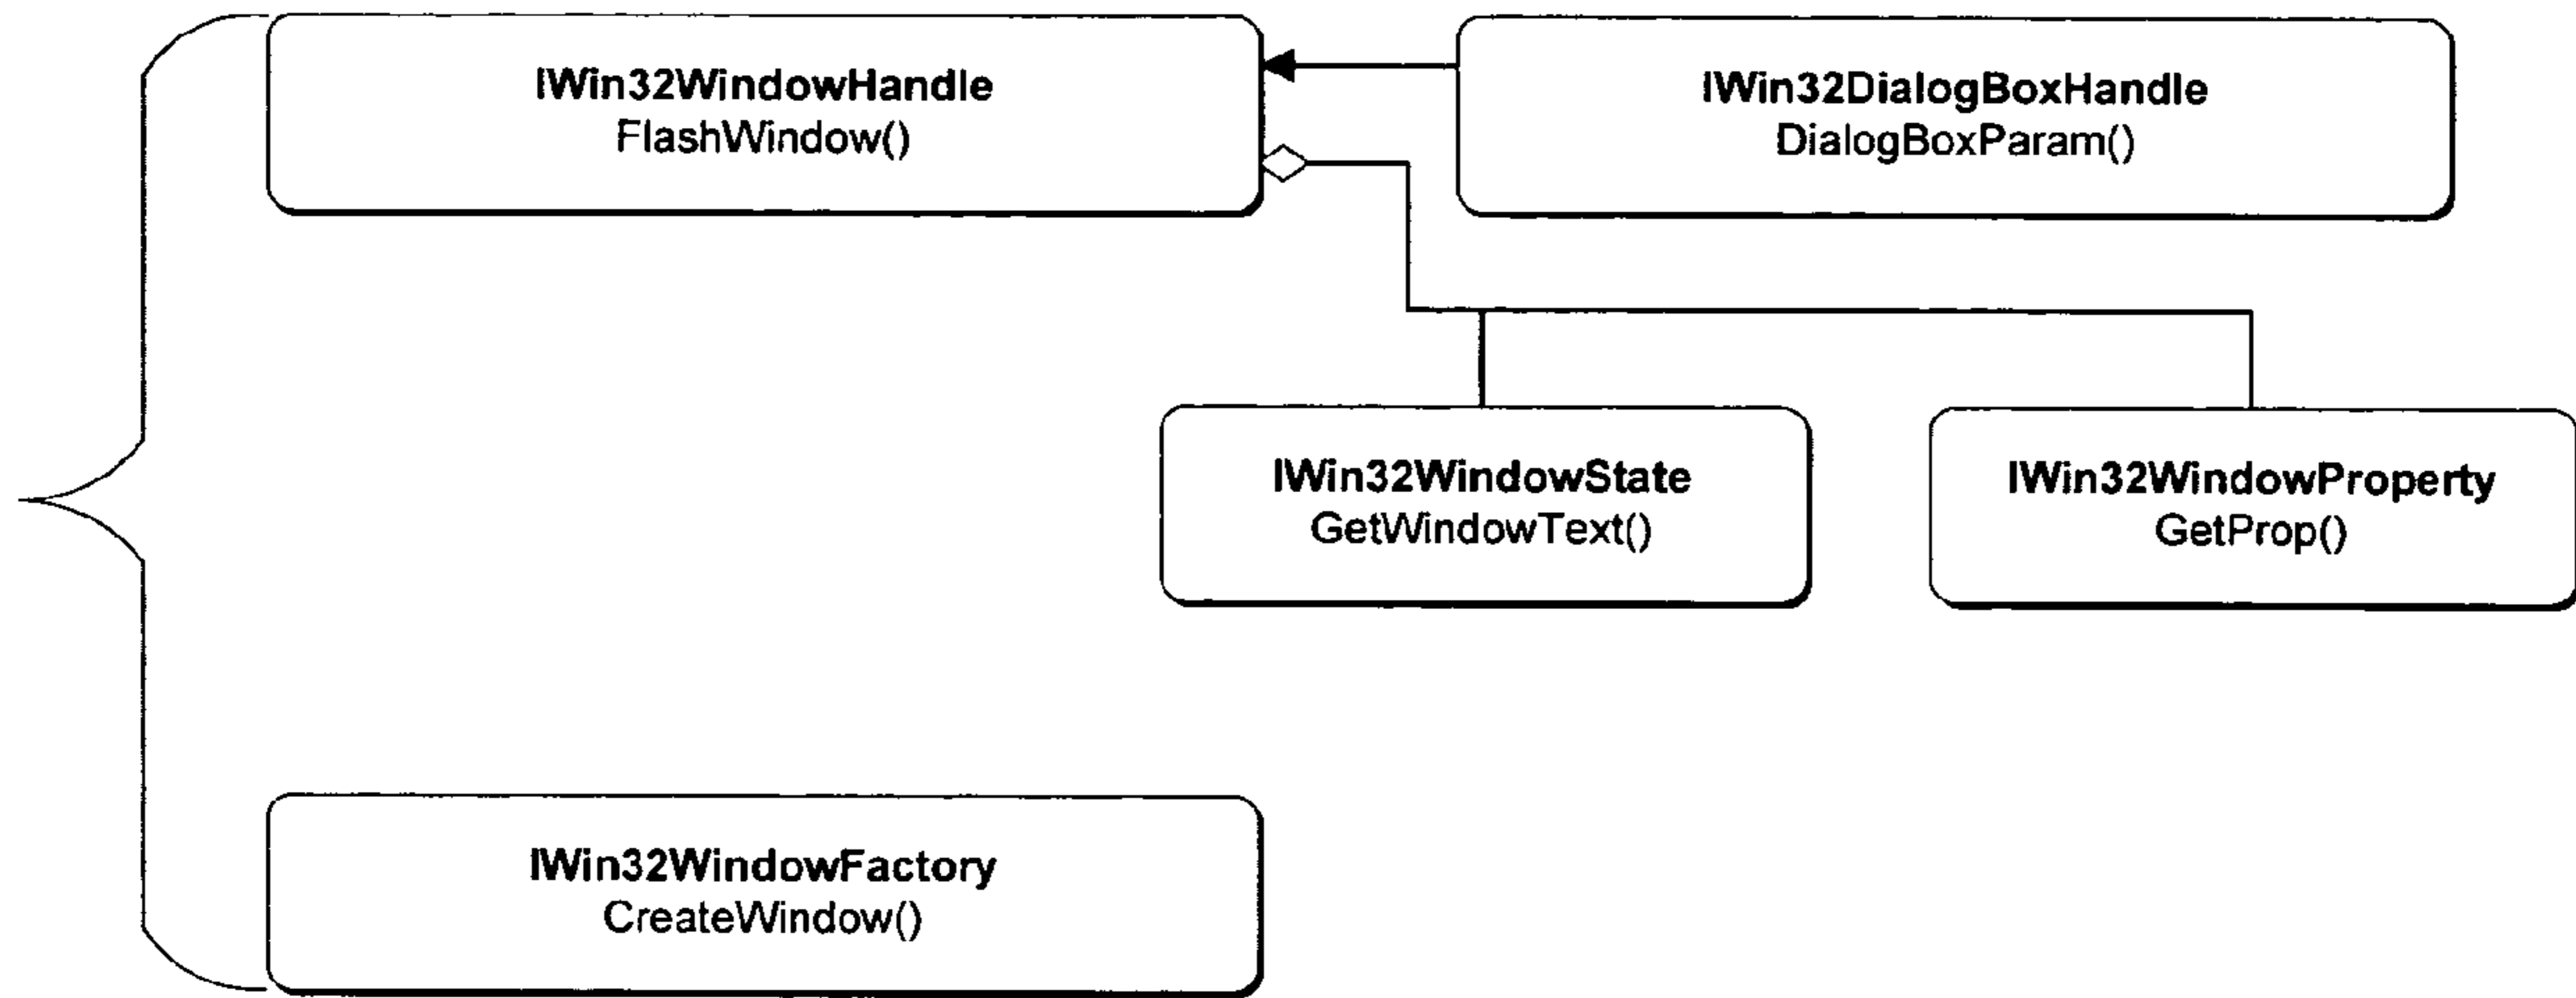 IWin32WindowHandle
FlashWindow()
IWin32DialogBoxHandle
DialogBoxParam()
IWin32WindowState
GetWindowText()
IWin32WindowProperty
GetProp()
IWin32WindowFactory
CreateWindow()